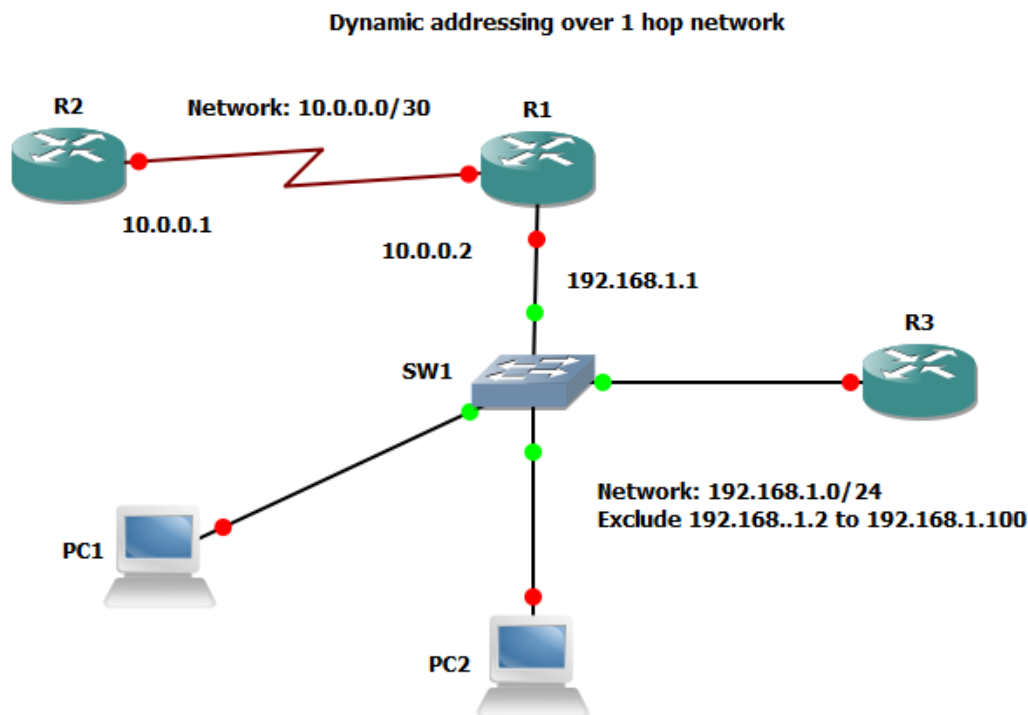 Dynamic addressing over 1 hop network
R2
Network: 10.0.0.0/30
R1
10.0.0.1
10.0.0.2
192.168.1.1
R3
SW1
Network: 192.168.1.0/24
Exclude 192.168..1.2 to 192.168.1.100
PC1
PC2